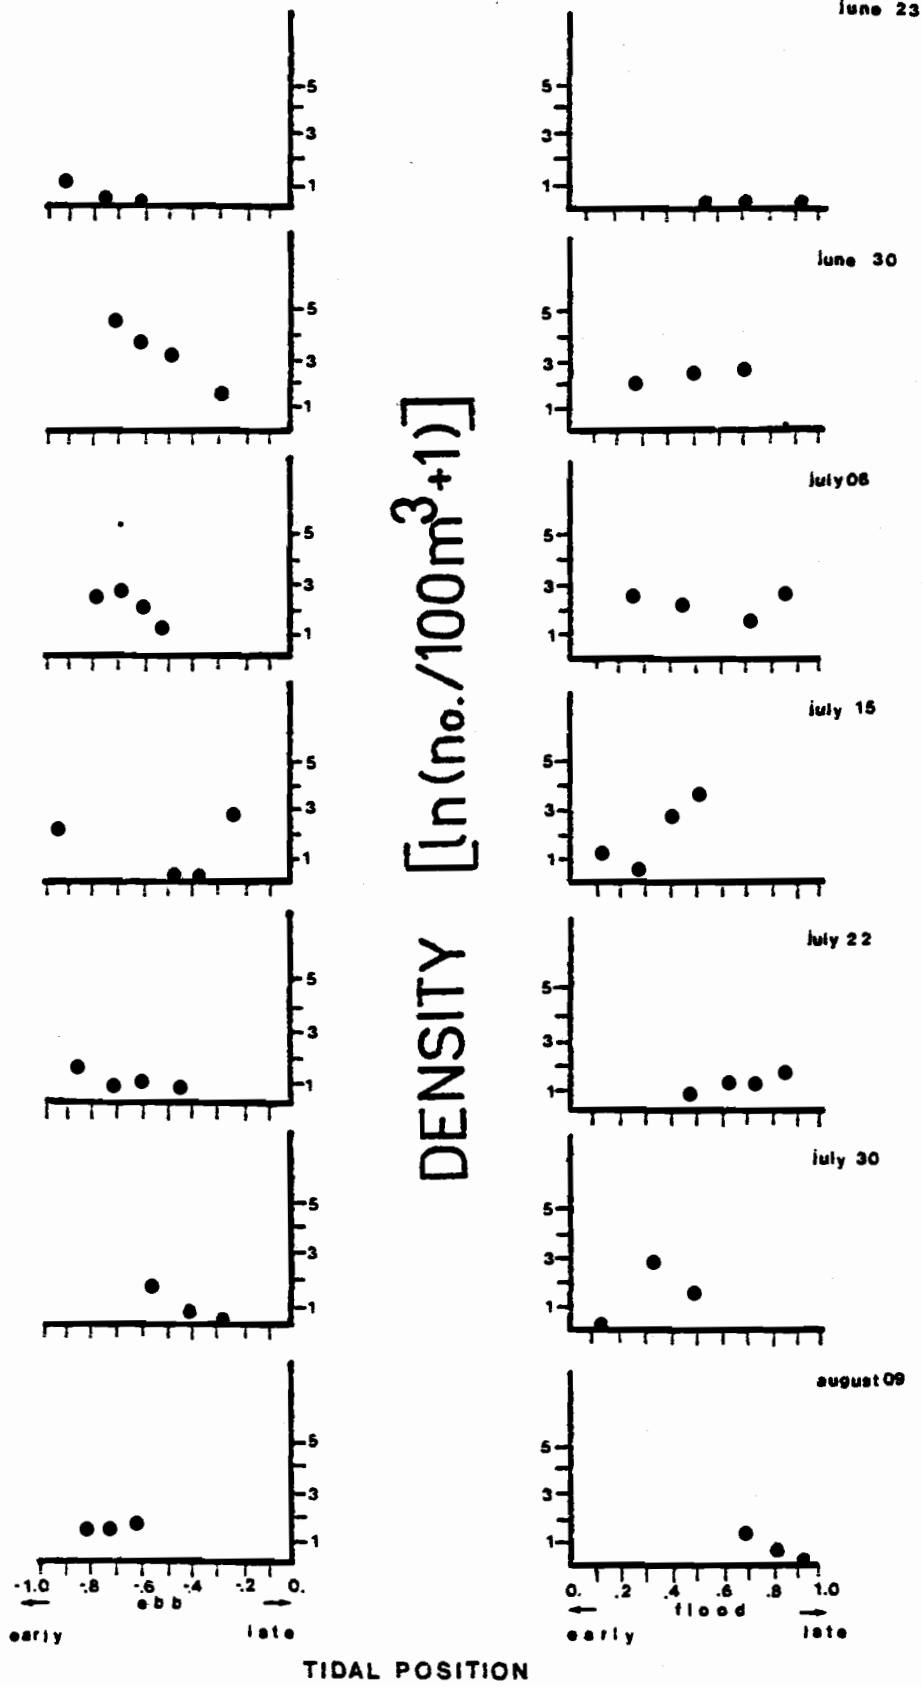 june 23
5 5
3 3
1 1
june 30
5 5
3 3
1 1
july 08
5 5
3 3
1 1
DENSITY [ln(no./100m³+1)]
july 15
5 5
3 3
1 1
july 22
5 5
3 3
1 1
july 30
5 5
3 3
1 1
august 09
5 5
3 3
1 1
-1.0 -.8 -.6 -.4 -.2 0. 0. .2 .4 .6 .8 1.0
ebb flood
early late early late
TIDAL POSITION